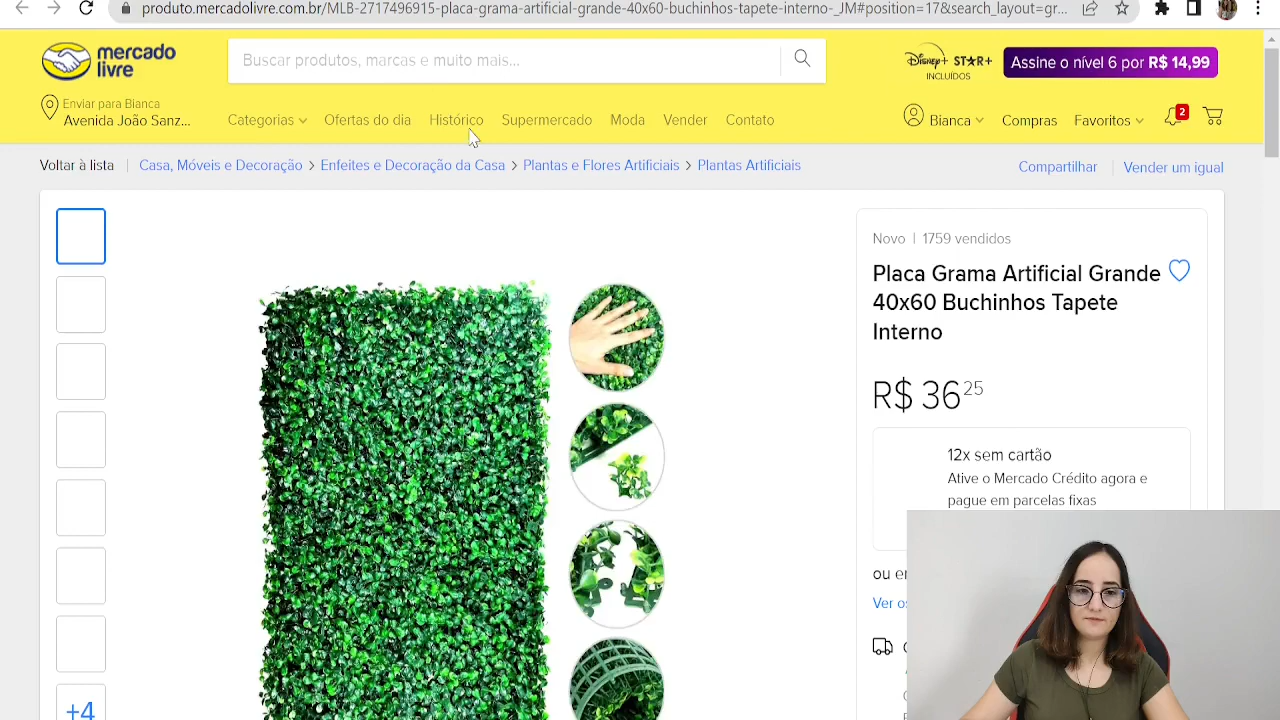 produto.mercadolivre.com.br/MLB-2717496915-placa-grama-artificial-grande-40x60-buchinhos-tapete-interno-_JM#position=17&search_layout=gr...
mercado
livre
Buscar produtos, marcas e muito mais...
Disney+ STAR+
INCLUÍDOS
Assine o nível 6 por R$ 14,99
Enviar para Bianca
Avenida João Sanz...
Categorias
Ofertas do dia
Histórico
Supermercado
Moda
Vender
Contato
Bianca
Compras
Favoritos
2
Voltar à lista
Casa, Móveis e Decoração > Enfeites e Decoração da Casa > Plantas e Flores Artificiais > Plantas Artificiais
Compartilhar
Vender um igual
Novo | 1759 vendidos
Placa Grama Artificial Grande
40x60 Buchinhos Tapete
Interno
R$ 36 25
12x sem cartão
Ative o Mercado Crédito agora e
pague em parcelas fixas
ou
Ver
+4